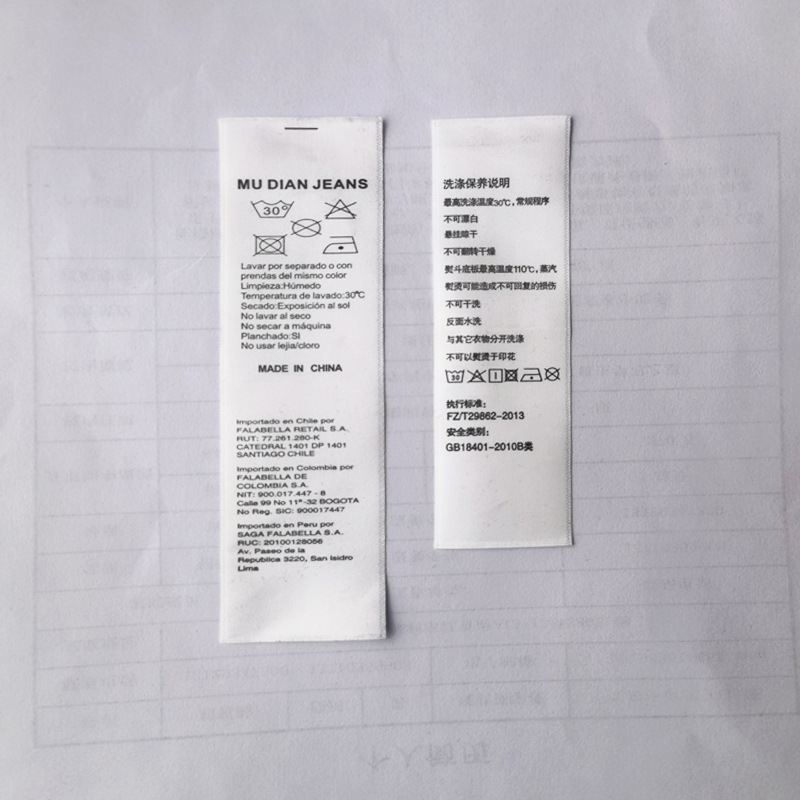 MU DIAN JEANS
30°
Lavar por separado o con
prendas del mismo color
Limpieza:Húmedo
Temperatura de lavado:30℃
Secado:Exposición al sol
No lavar al seco
No secar a máquina
Planchado:SI
No usar lejia/cloro
MADE IN CHINA
Importado en Chile por
FALABELLA RETAIL S.A.
RUT: 77.261.280-K
CATEDRAL 1401 DP 1401
SANTIAGO CHILE
Importado en Colombia por
FALABELLA DE
COLOMBIA S.A.
NIT: 900.017.447 - 8
Calle 99 No 11ª-32 BOGOTA
No Reg. SIC: 900017447
Importado en Peru por
SAGA FALABELLA S.A.
RUC: 20100128056
Av. Paseo de la
Republica 3220, San Isidro
Lima
洗涤保养说明
最高洗涤温度30℃，常规程序
不可漂白
悬挂晾干
不可翻转干燥
熨斗底板最高温度110℃，蒸汽
熨烫可能造成不可回复的损伤
不可干洗
反面水洗
与其它衣物分开洗涤
不可以熨烫于印花
30
执行标准：
FZ/T29862-2013
安全类别：
GB18401-2010B类